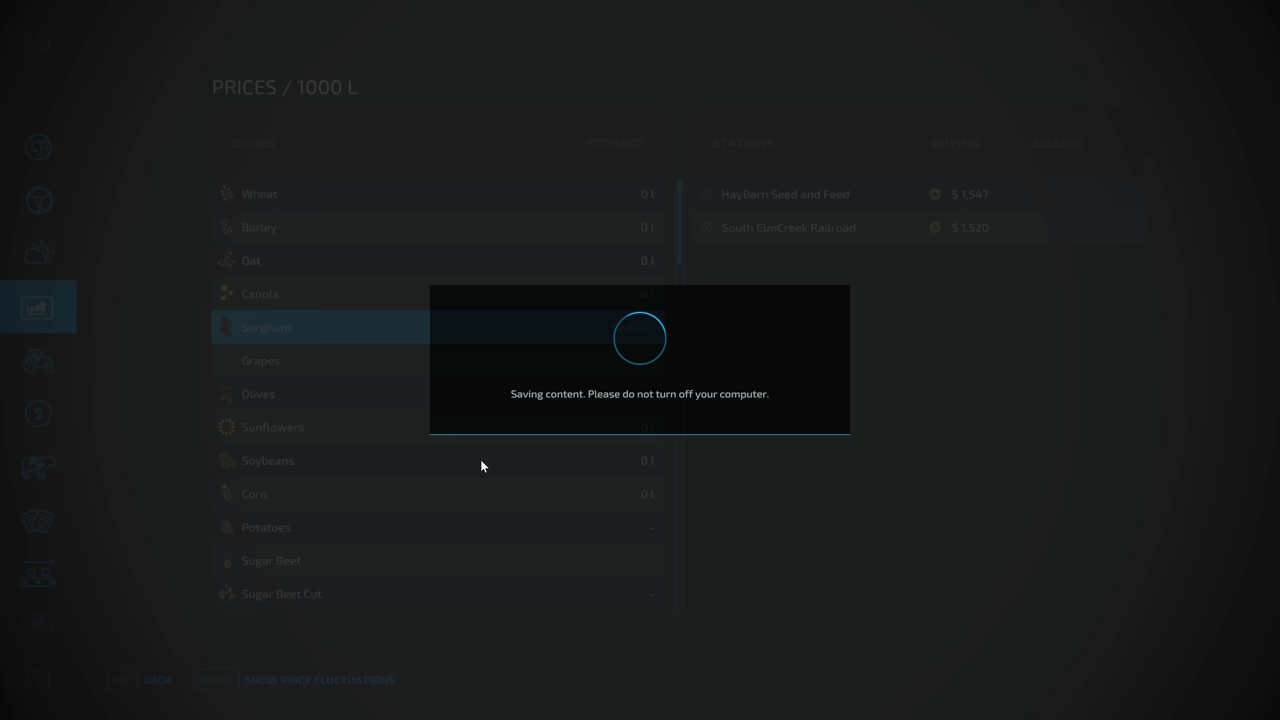 PRICES / 1000 L
GOODS STORAGE
STATIONS BUYING SELLING
Wheat 0 l
HayBarn Seed and Feed $ 1,547
Barley 0 l
South ElmCreek Railroad $ 1,520
Oat 0 l
Canola 0 l
Sorghum
Grapes
Olives
Sunflowers 0 l
Soybeans 0 l
Corn 0 l
Potatoes -
Sugar Beet -
Sugar Beet Cut -
Saving content. Please do not turn off your computer.
BACK SHOW PRICE FLUCTUATIONS